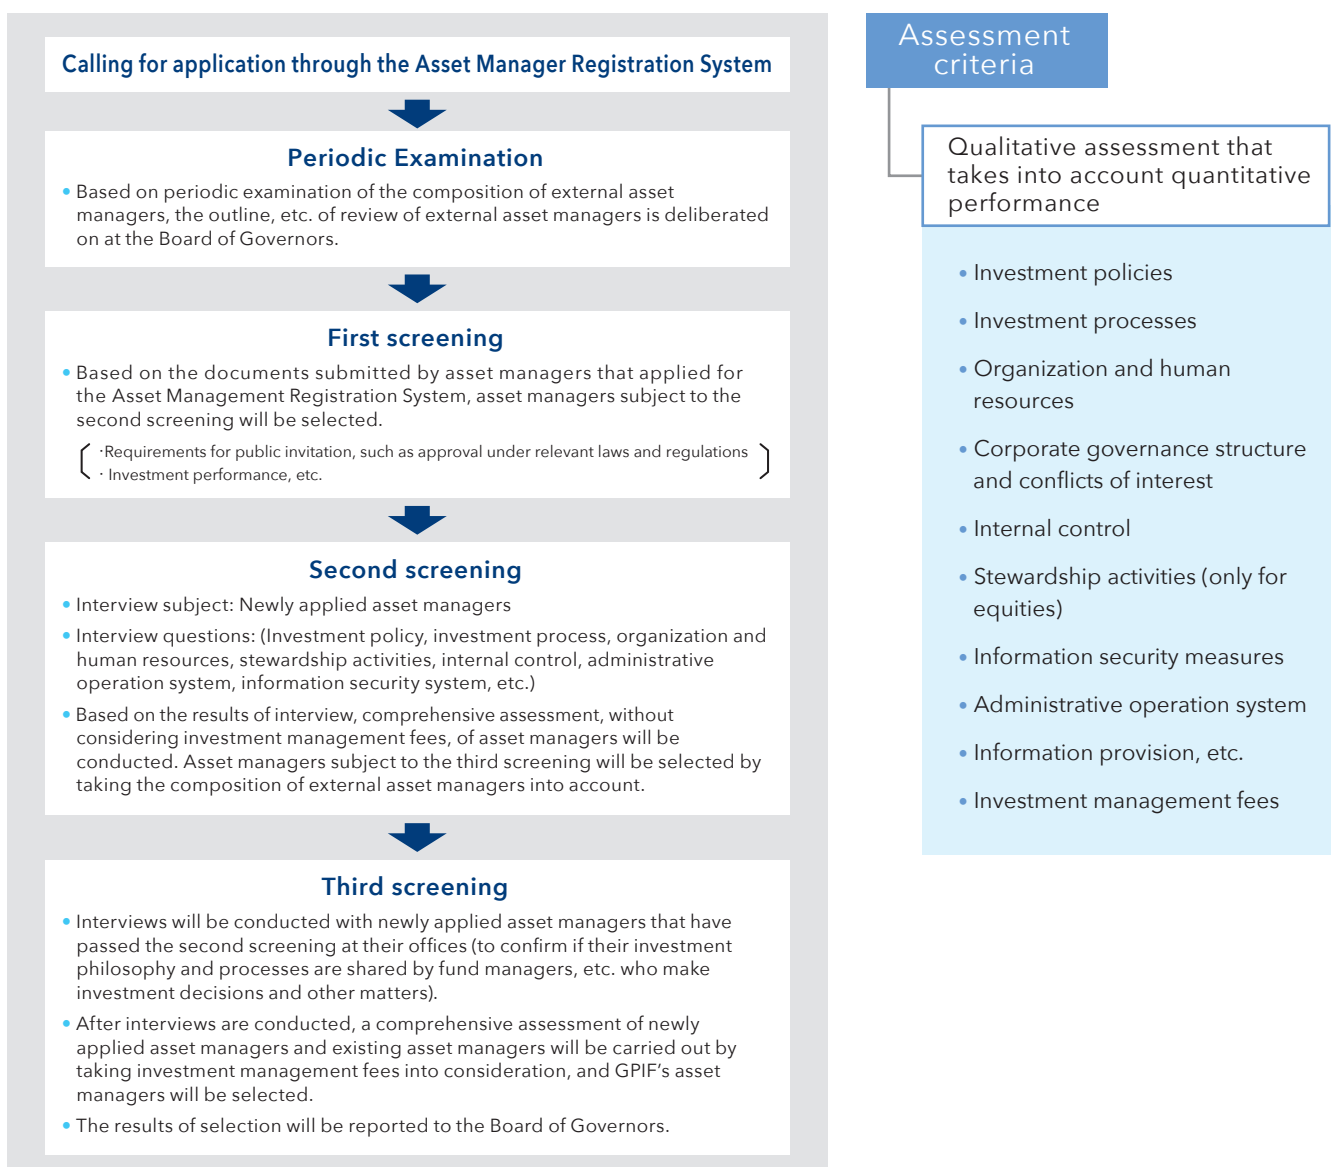 Calling for application through the Asset Manager Registration System
Periodic Examination
• Based on periodic examination of the composition of external asset
managers, the outline, etc. of review of external asset managers is deliberated
on at the Board of Governors.
First screening
• Based on the documents submitted by asset managers that applied for
the Asset Management Registration System, asset managers subject to the
second screening will be selected.
·Requirements for public invitation, such as approval under relevant laws and regulations
· Investment performance, etc.
Second screening
• Interview subject: Newly applied asset managers
• Interview questions: (Investment policy, investment process, organization and
human resources, stewardship activities, internal control, administrative
operation system, information security system, etc.)
• Based on the results of interview, comprehensive assessment, without
considering investment management fees, of asset managers will be
conducted. Asset managers subject to the third screening will be selected by
taking the composition of external asset managers into account.
Third screening
• Interviews will be conducted with newly applied asset managers that have
passed the second screening at their offices (to confirm if their investment
philosophy and processes are shared by fund managers, etc. who make
investment decisions and other matters).
• After interviews are conducted, a comprehensive assessment of newly
applied asset managers and existing asset managers will be carried out by
taking investment management fees into consideration, and GPIF's asset
managers will be selected.
• The results of selection will be reported to the Board of Governors.
Assessment
criteria
Qualitative assessment that
takes into account quantitative
performance
• Investment policies
• Investment processes
• Organization and human
resources
• Corporate governance structure
and conflicts of interest
• Internal control
• Stewardship activities (only for
equities)
• Information security measures
• Administrative operation system
• Information provision, etc.
• Investment management fees